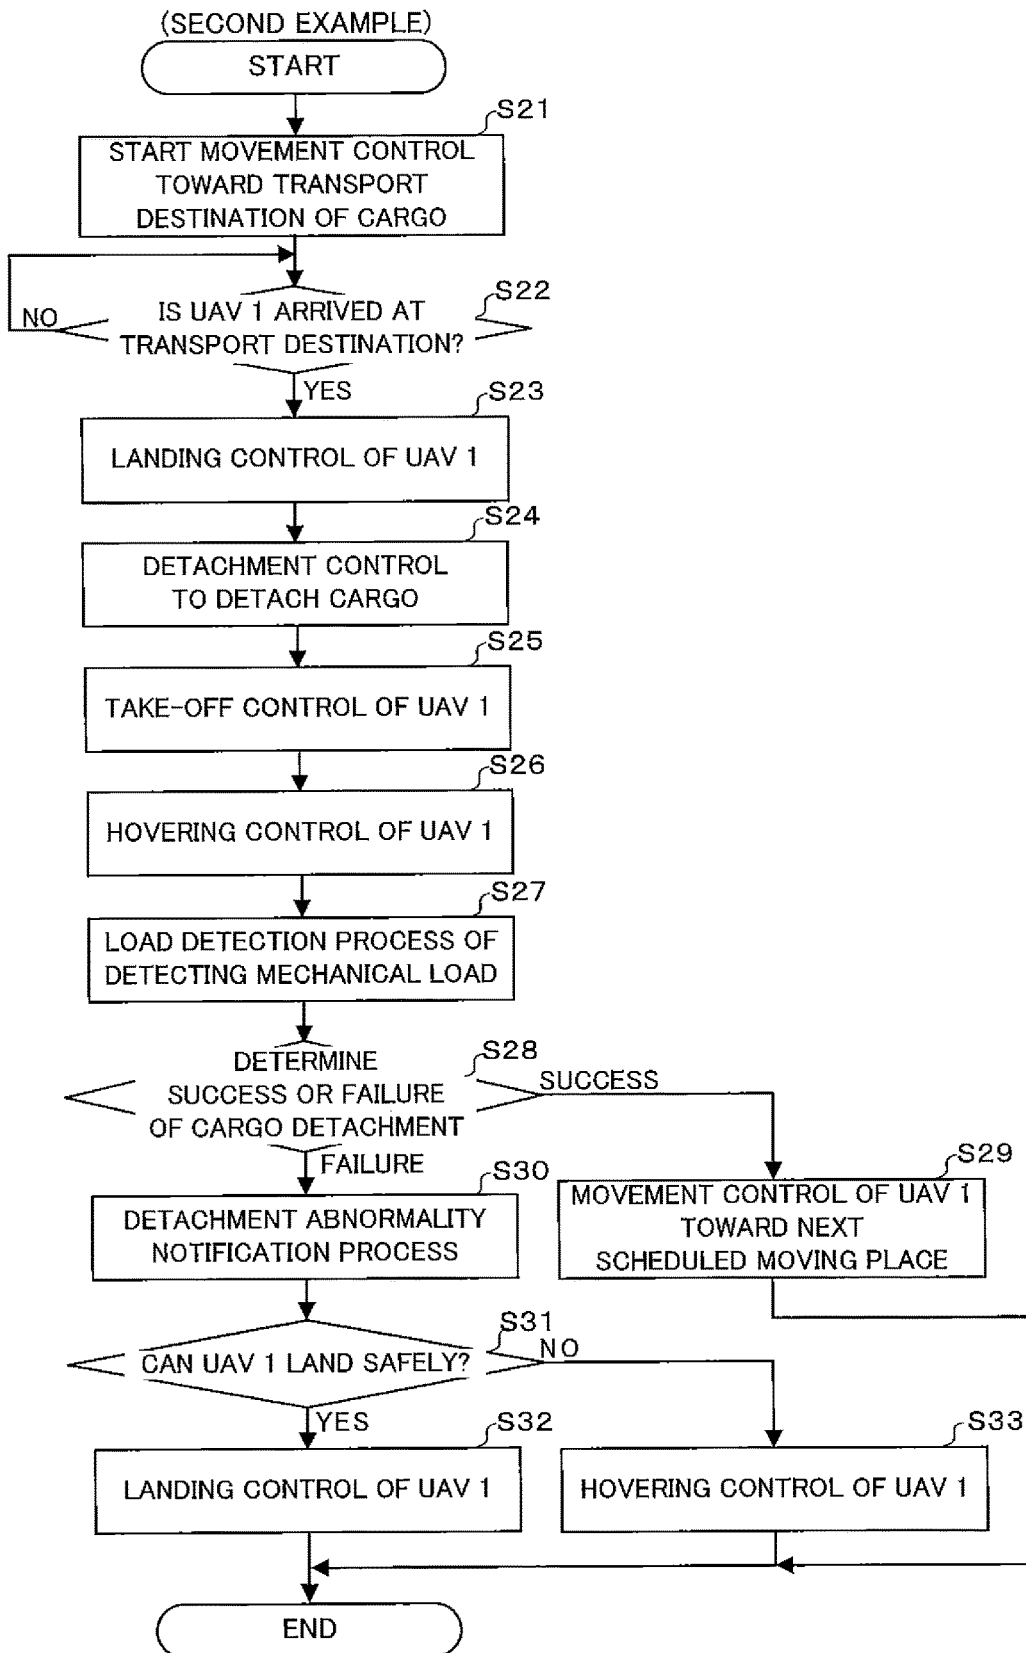 (SECOND EXAMPLE)
START
S21
START MOVEMENT CONTROL
TOWARD TRANSPORT
DESTINATION OF CARGO
S22
NO
IS UAV 1 ARRIVED AT
TRANSPORT DESTINATION?
YES
S23
LANDING CONTROL OF UAV 1
S24
DETACHMENT CONTROL
TO DETACH CARGO
S25
TAKE-OFF CONTROL OF UAV 1
S26
HOVERING CONTROL OF UAV 1
S27
LOAD DETECTION PROCESS OF
DETECTING MECHANICAL LOAD
S28
DETERMINE
SUCCESS OR FAILURE
OF CARGO DETACHMENT
SUCCESS
FAILURE
S29
MOVEMENT CONTROL OF UAV 1
TOWARD NEXT
SCHEDULED MOVING PLACE
S30
DETACHMENT ABNORMALITY
NOTIFICATION PROCESS
S31
CAN UAV 1 LAND SAFELY?
NO
YES
S32
LANDING CONTROL OF UAV 1
S33
HOVERING CONTROL OF UAV 1
END